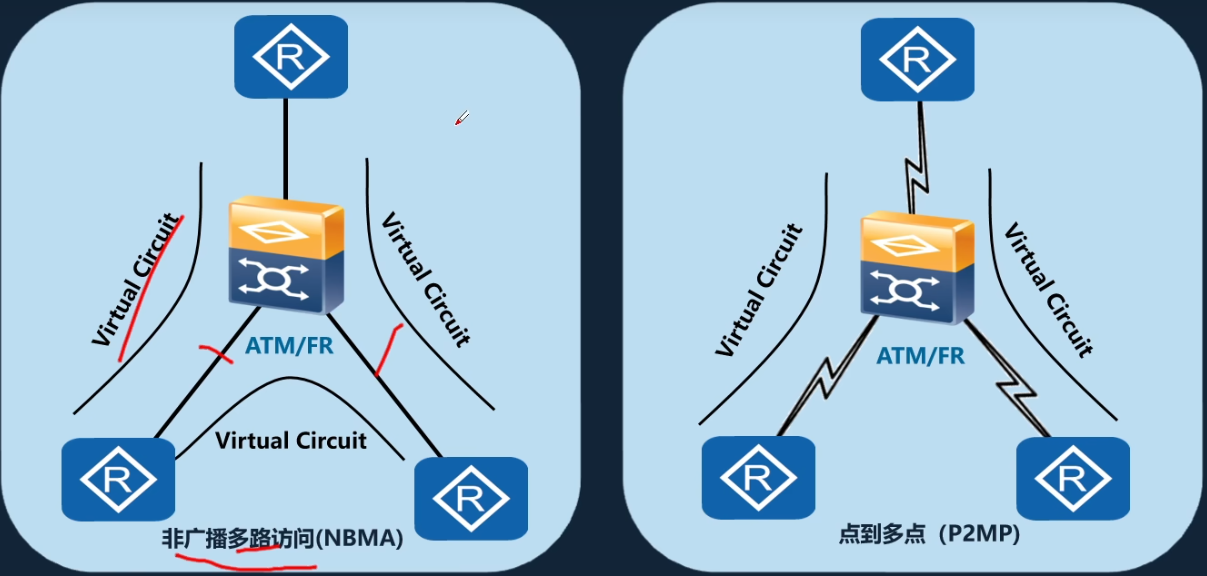 R
Virtual Circuit
Virtual Circuit
ATM/FR
Virtual Circuit
R
R
非广播多路访问(NBMA)
R
Virtual Circuit
Virtual Circuit
ATM/FR
R
R
点到多点（P2MP)